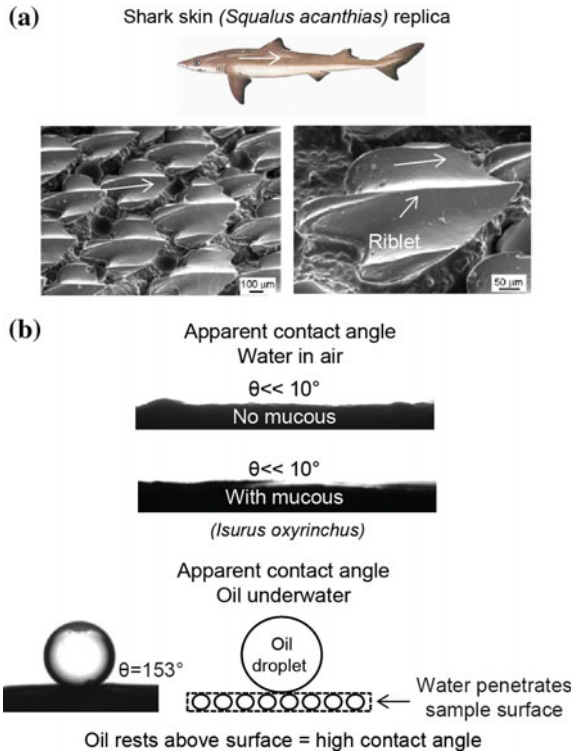 (a)
Shark skin (Squalus acanthias) replica
Riblet
100 µm
50 µm
(b)
Apparent contact angle
Water in air
θ<< 10°
No mucous
θ<< 10°
With mucous
(Isurus oxyrinchus)
Apparent contact angle
Oil underwater
θ=153°
Oil
droplet
Water penetrates
sample surface
Oil rests above surface = high contact angle